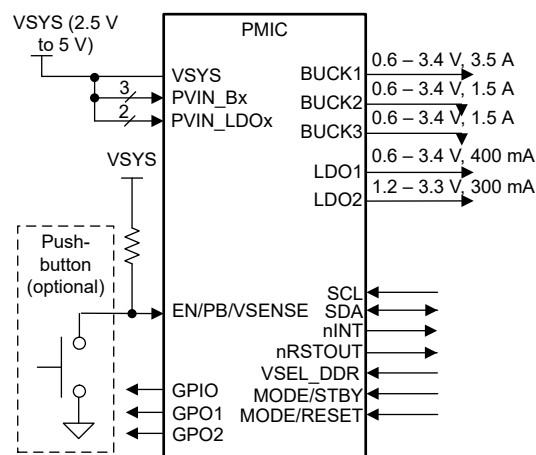 VSYS (2.5 V
to 5 V)
PMIC
VSYS
3
PVIN_Bx
2
PVIN_LDOx
BUCK1
0.6 – 3.4 V, 3.5 A
BUCK2
0.6 – 3.4 V, 1.5 A
BUCK3
0.6 – 3.4 V, 1.5 A
LDO1
0.6 – 3.4 V, 400 mA
LDO2
1.2 – 3.3 V, 300 mA
VSYS
Push-
button
(optional)
EN/PB/VSENSE
GPIO
GPO1
GPO2
SCL
SDA
nINT
nRSTOUT
VSEL_DDR
MODE/STBY
MODE/RESET